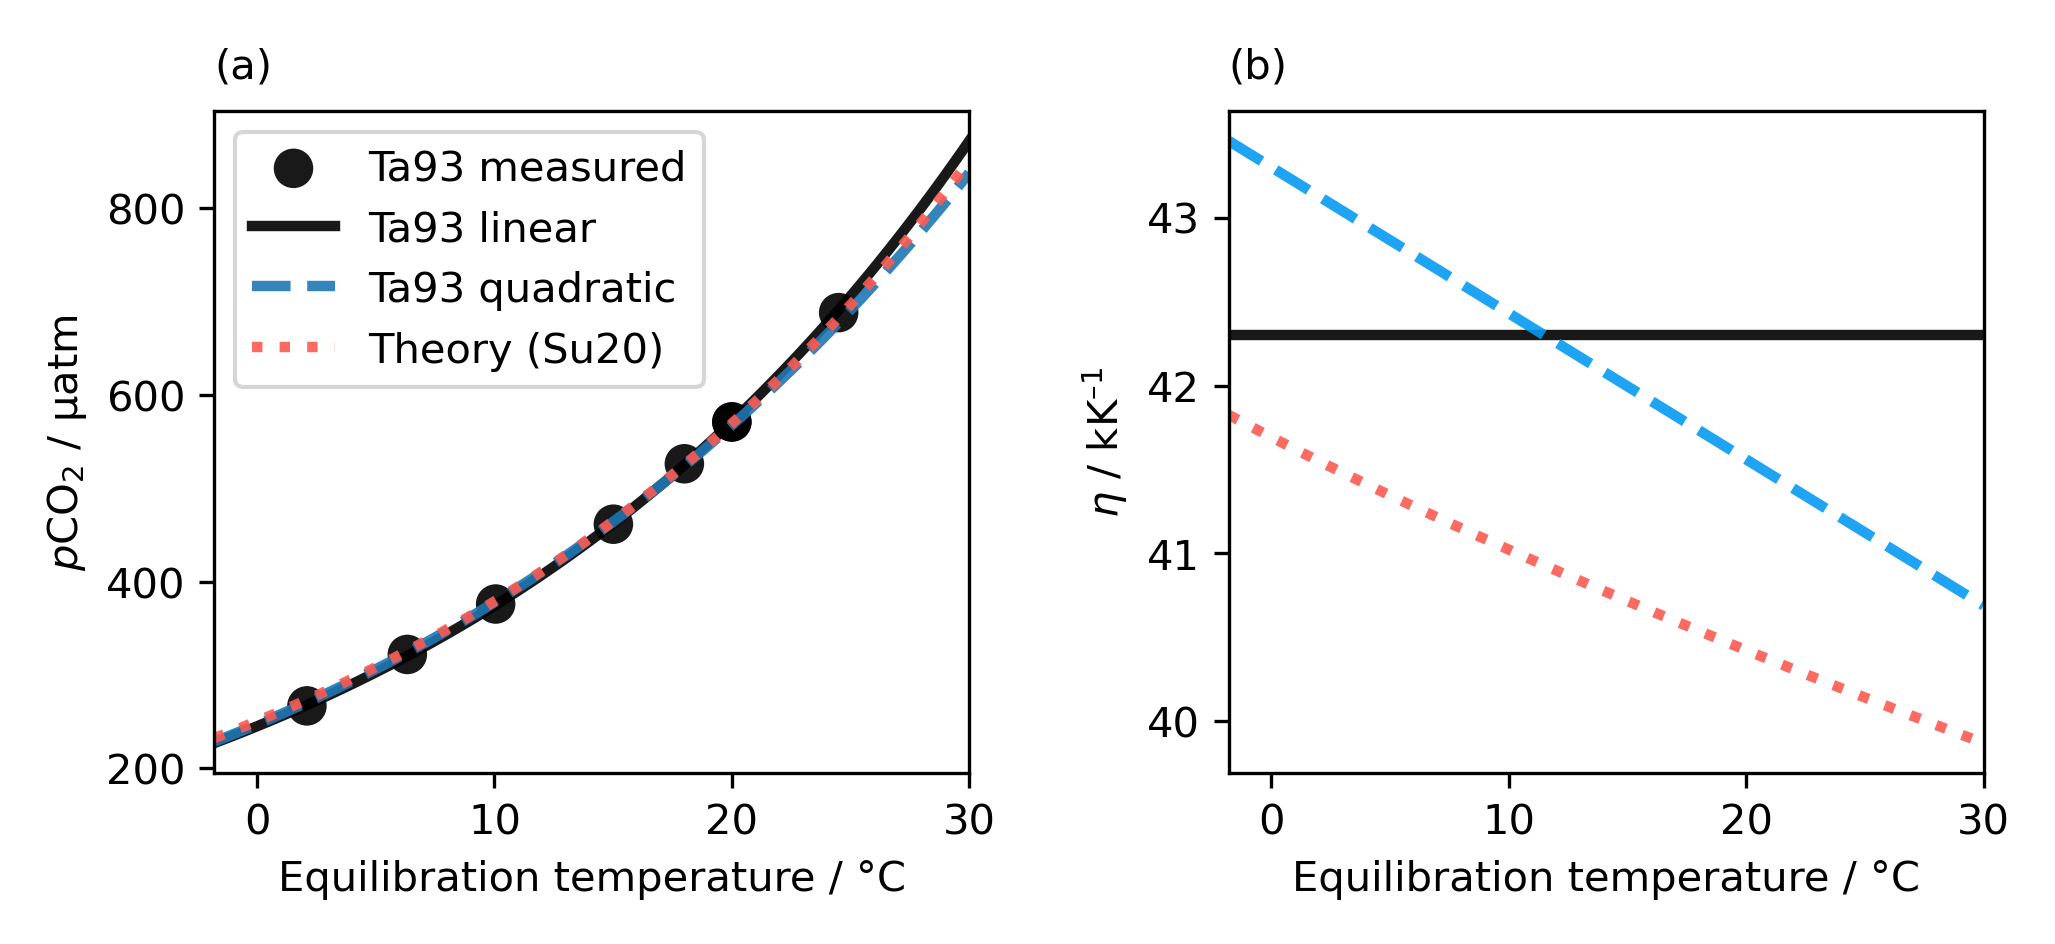 (a)
Ta93 measured
Ta93 linear
Ta93 quadratic
Theory (Su20)
800
600
400
200
pCO₂ / µatm
0 10 20 30
Equilibration temperature / °C
(b)
43
42
41
40
η / kK⁻¹
0 10 20 30
Equilibration temperature / °C